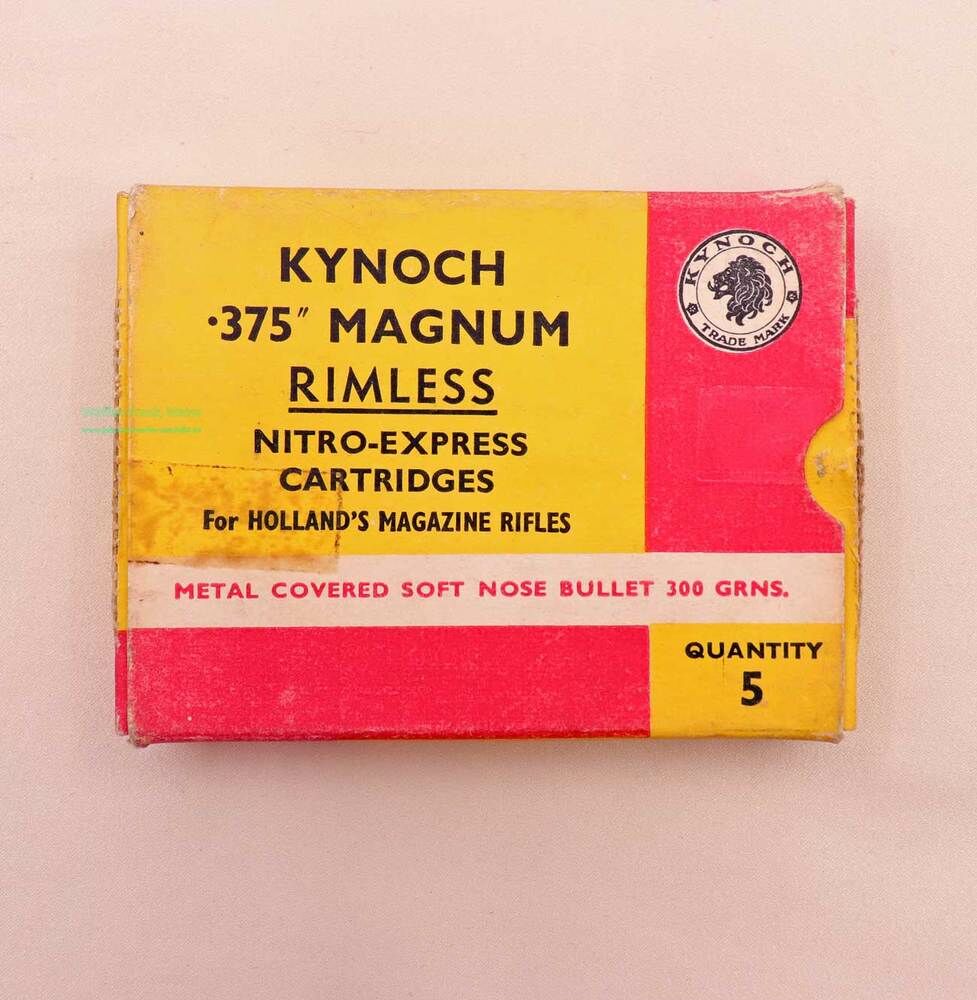 KYNOCH
.375" MAGNUM
RIMLESS
NITRO-EXPRESS
CARTRIDGES
For HOLLAND'S MAGAZINE RIFLES
KYNOCH
TRADE MARK
METAL COVERED SOFT NOSE BULLET 300 GRNS.
QUANTITY
5